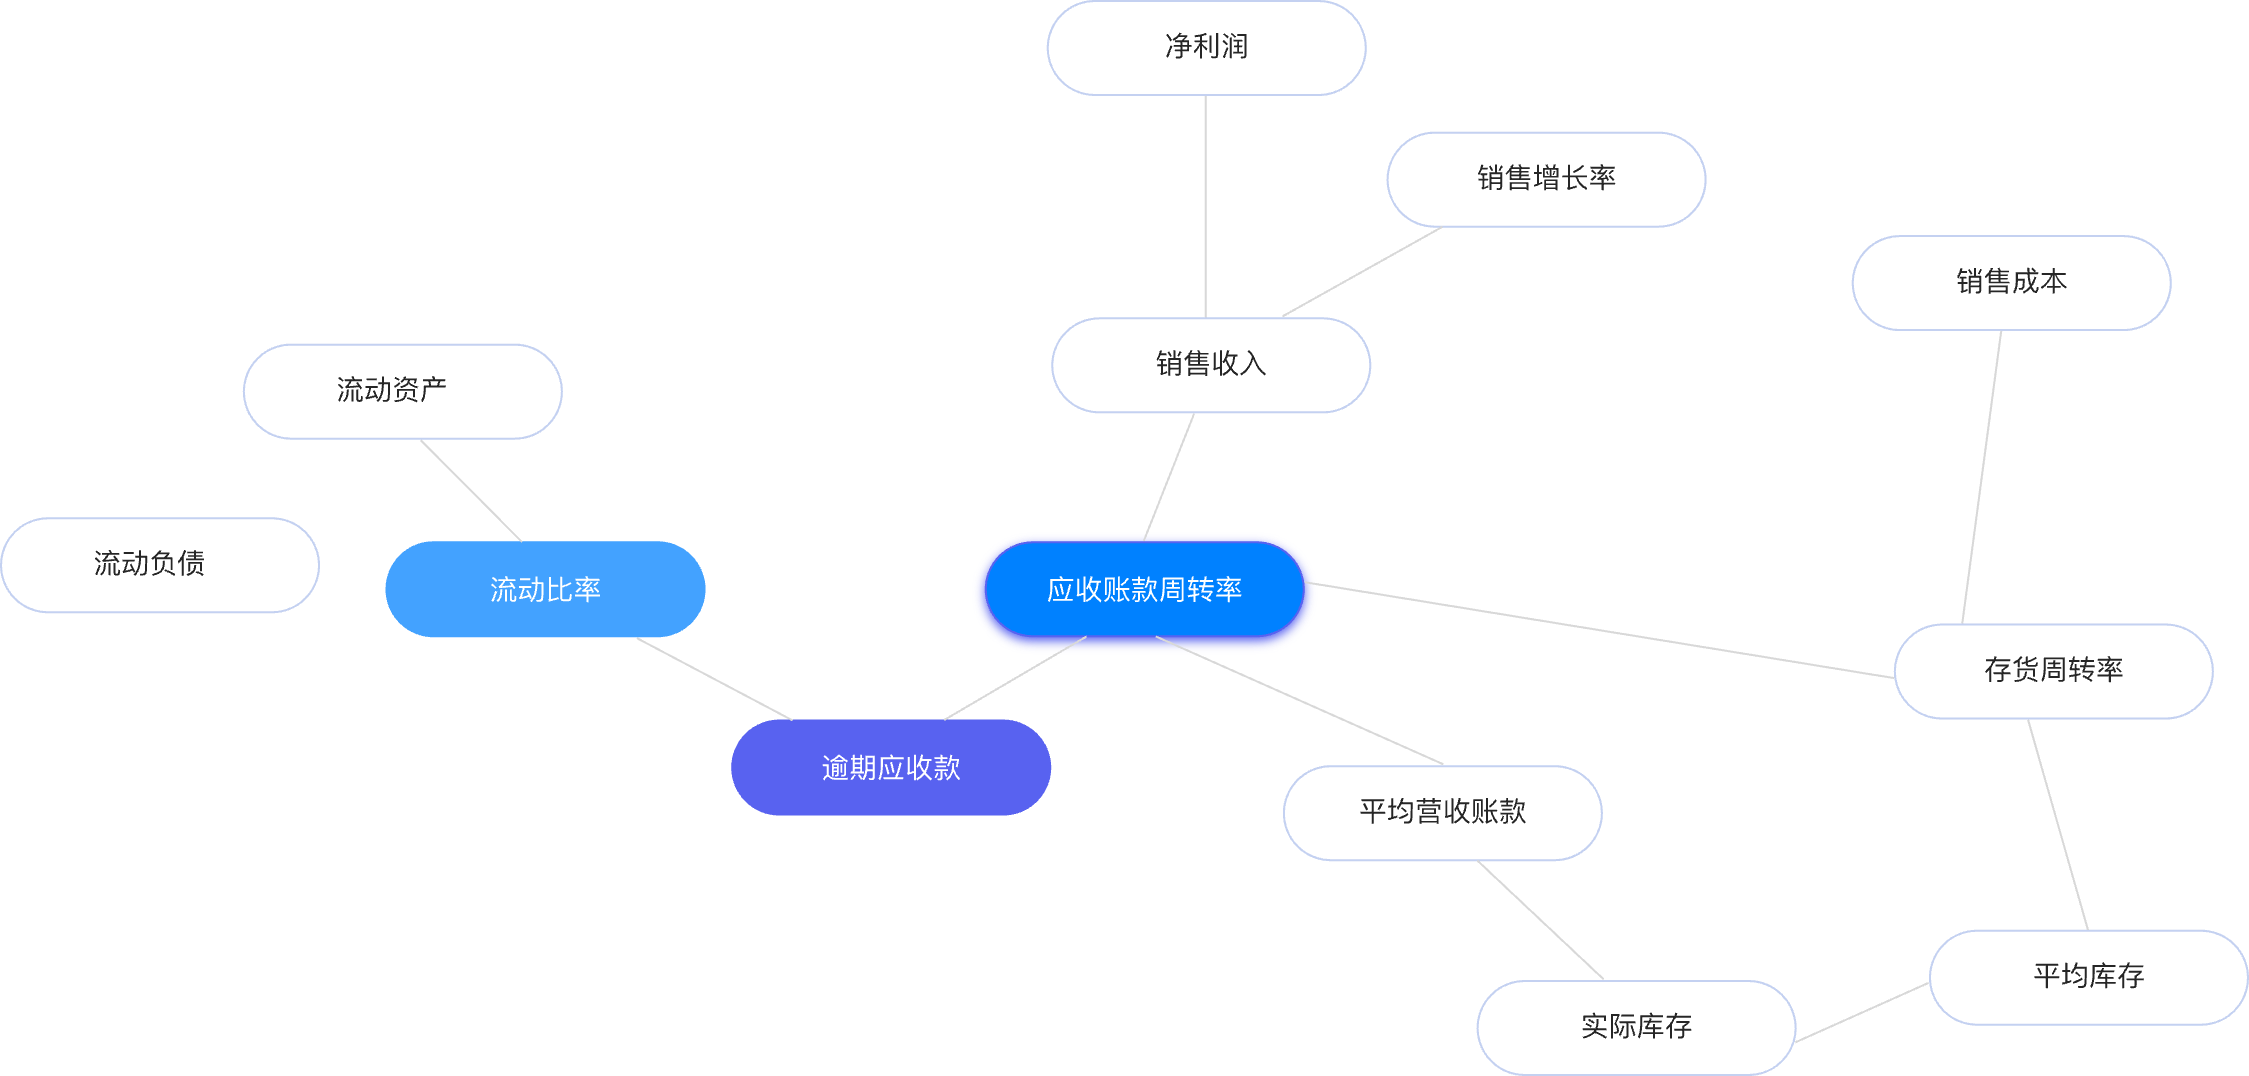 净利润
销售增长率
销售成本
销售收入
流动资产
流动负债
流动比率
应收账款周转率
存货周转率
逾期应收款
平均营收账款
平均库存
实际库存